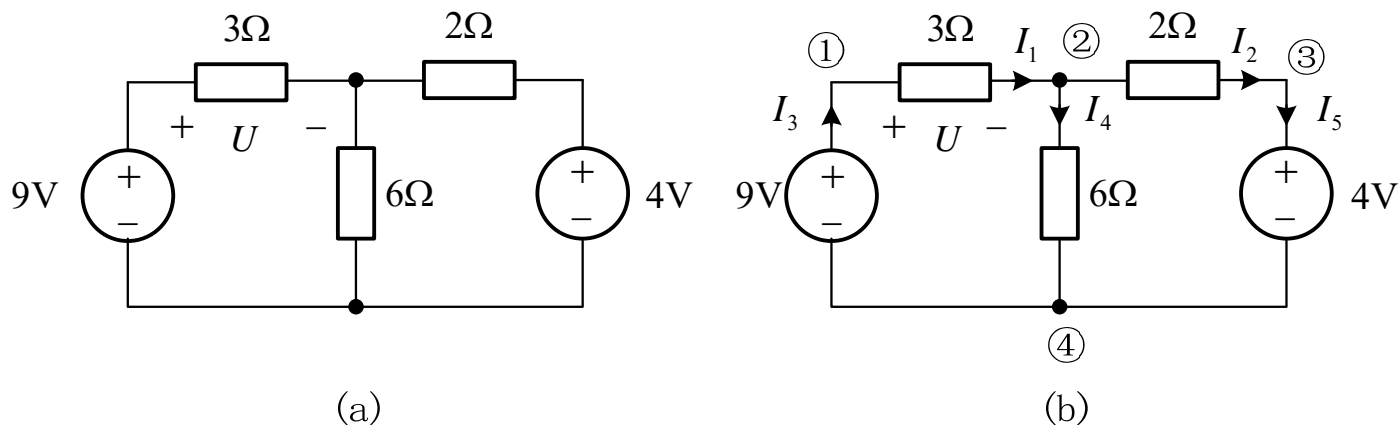 3Ω 2Ω
+ U −
9V + − 6Ω + − 4V
(a)
① 3Ω I₁ ② 2Ω I₂ ③
I₃ + U − I₄ I₅
9V + − 6Ω + − 4V
④
(b)